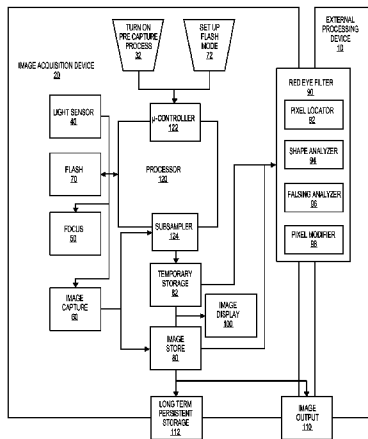 EXTERNAL
PROCESSING
DEVICE
10
TURN ON
PRE CAPTURE
PROCESS
32
SET UP
FLASH
MODE
72
IMAGE ACQUISITION DEVICE
20
RED EYE FILTER
90
LIGHT SENSOR
40
µ-CONTROLLER
122
PIXEL LOCATOR
92
SHAPE ANALYZER
94
FLASH
70
PROCESSOR
120
FALSING ANALYZER
96
FOCUS
50
SUBSAMPLER
124
PIXEL MODIFIER
98
TEMPORARY
STORAGE
82
IMAGE
CAPTURE
60
IMAGE
DISPLAY
100
IMAGE
STORE
80
LONG TERM
PERSISTENT
STORAGE
112
IMAGE OUTPUT
110